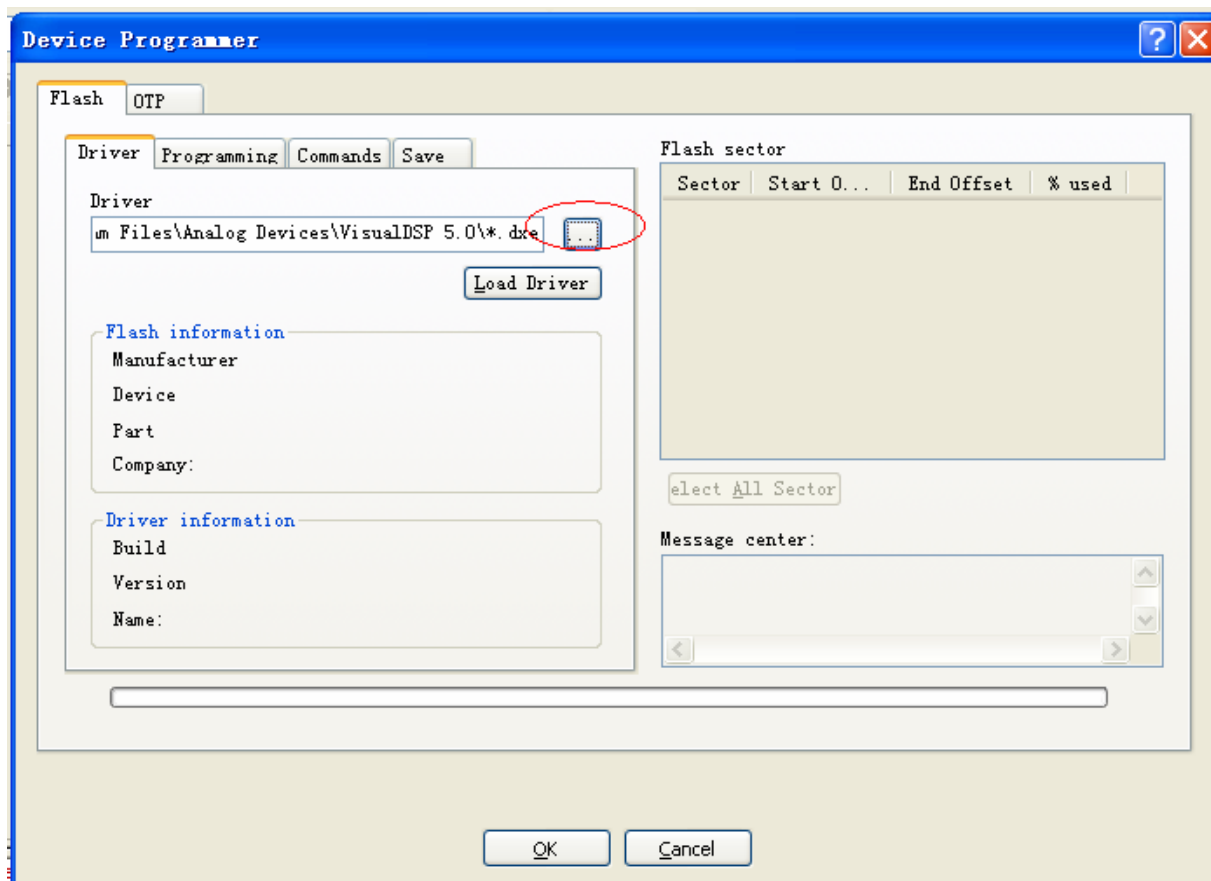 Device Programmer
Flash
OTP
Driver
Programming
Commands
Save
Driver
um Files\Analog Devices\VisualDSP 5.0\*.dxe
...
Load Driver
Flash information
Manufacturer
Device
Part
Company:
Driver information
Build
Version
Name:
Flash sector
Sector
Start O...
End Offset
% used
elect All Sector
Message center:
OK
Cancel